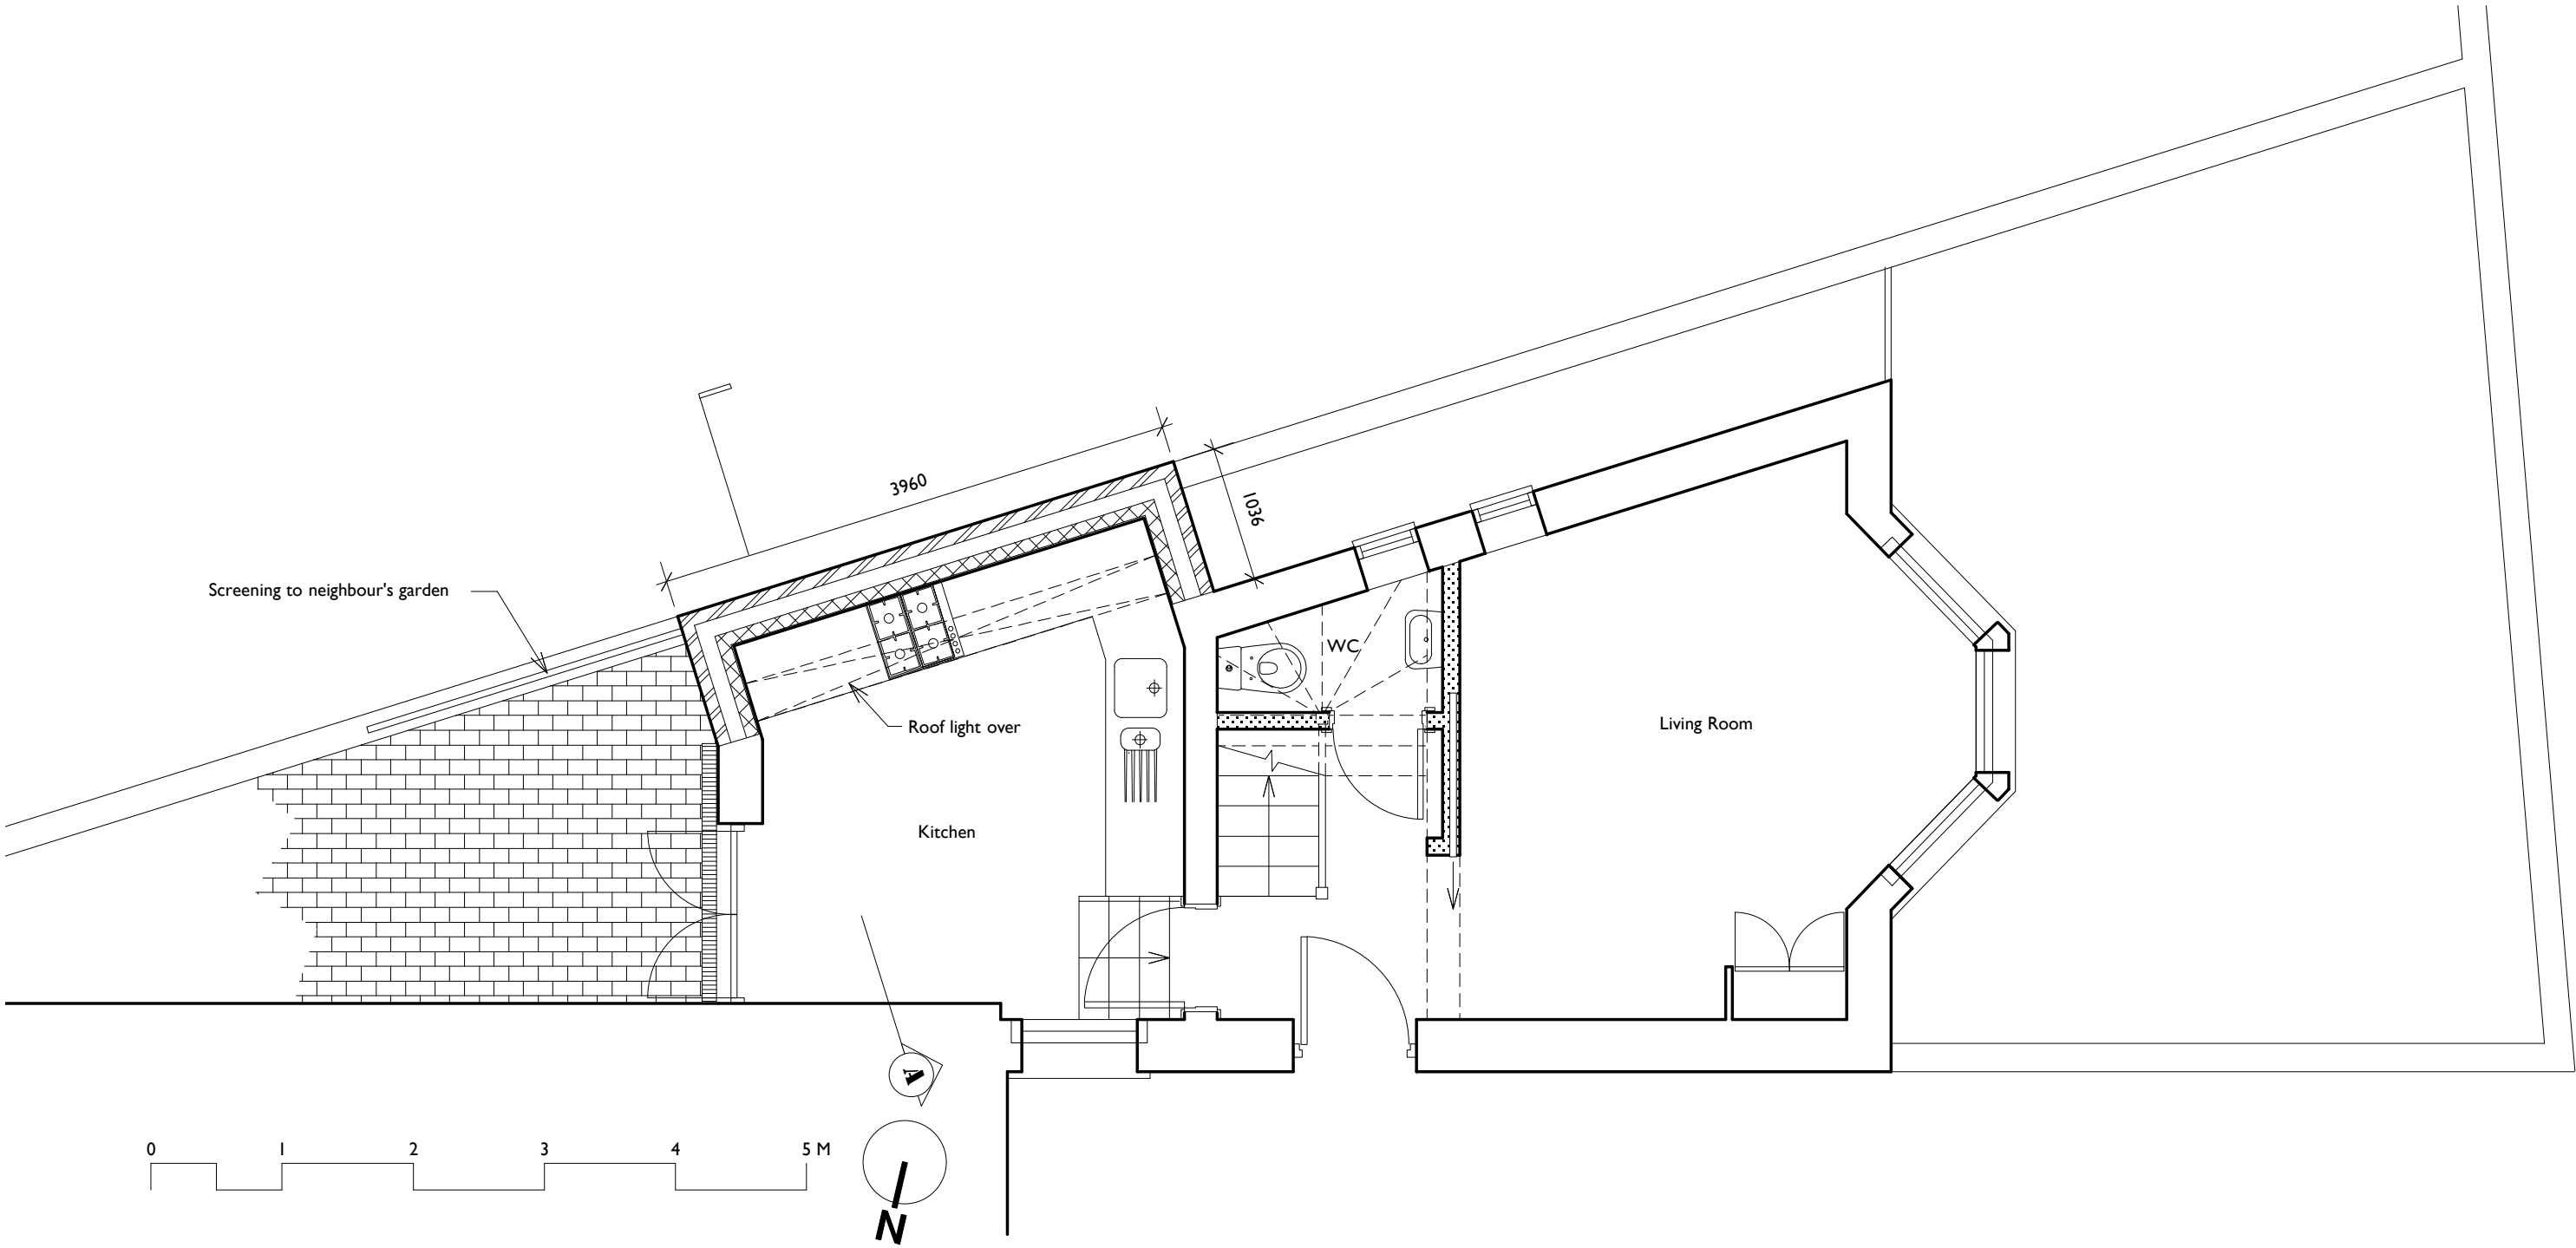 3960
1036
Screening to neighbour's garden
WC
Roof light over
Living Room
Kitchen
A
0 1 2 3 4 5 M
N